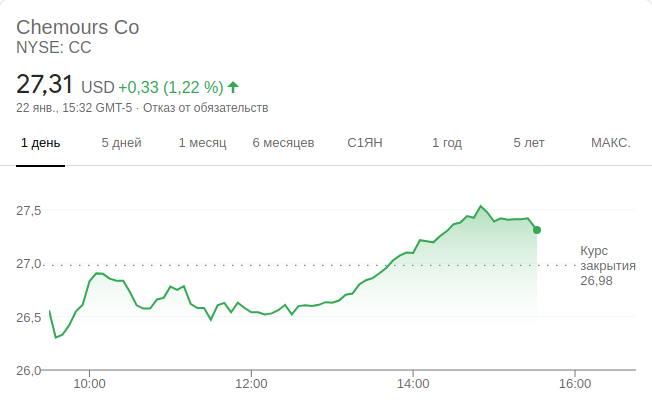 Chemours Co
NYSE: CC
27,31 USD +0,33 (1,22 %)
22 янв., 15:32 GMT-5 · Отказ от обязательств
1 день 5 дней 1 месяц 6 месяцев С1ЯН 1 год 5 лет МАКС.
27,5
27,0
26,5
26,0
Курс
закрытия
26,98
10:00 12:00 14:00 16:00